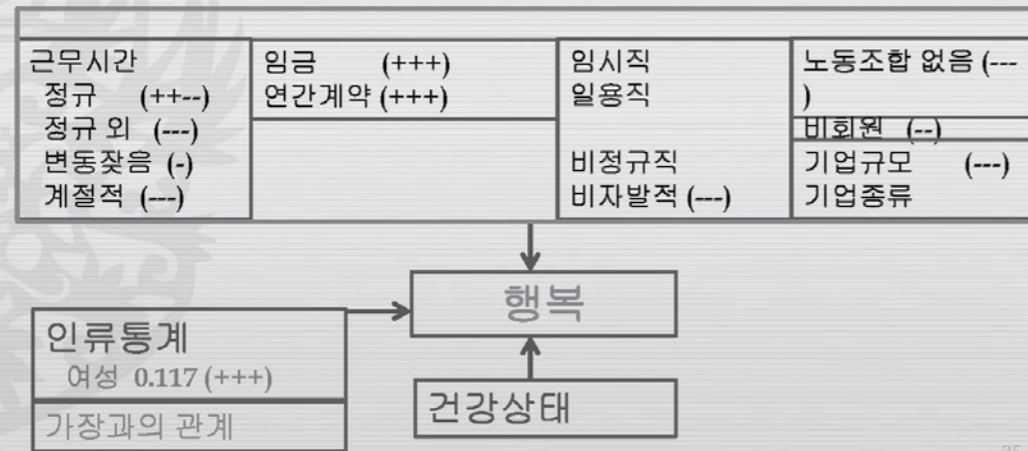 근무시간
정규 (++--)
정규 외 (---)
변동잦음 (-)
계절적 (---)
임금 (+++)
연간계약 (+++)
임시직
일용직
비정규직
비자발적 (---)
노동조합 없음 (---
)
비회원 (--)
기업규모 (---)
기업종류
행복
인류통계
여성 0.117 (+++)
가장과의 관계
건강상태
25